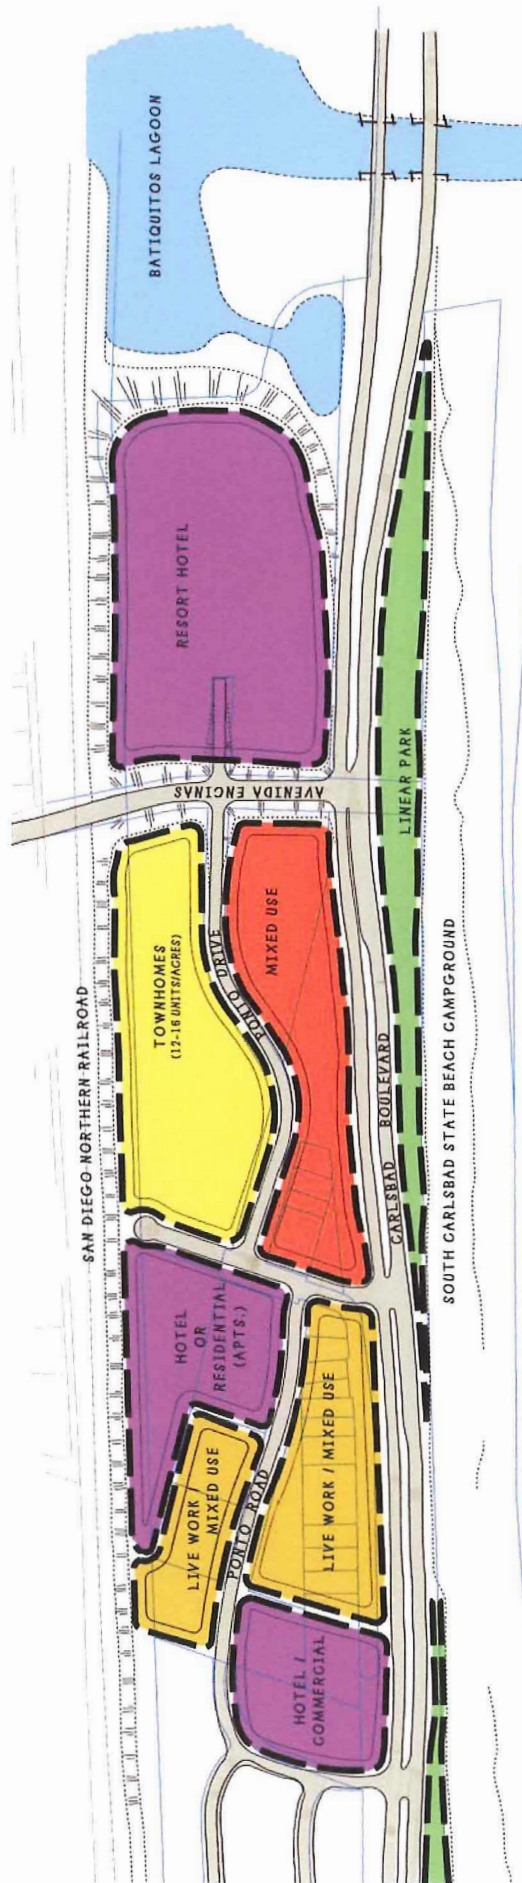 BATIQUITOS LAGOON
RESORT HOTEL
AVENIDA ENCINAS
LINEAR PARK
TOWNHOMES
(12-16 UNITS/ACRES)
PONTO DRIVE
MIXED USE
SAN DIEGO NORTHERN RAILROAD
CARLSBAD BOULEVARD
SOUTH CARLSBAD STATE BEACH CAMPGROUND
HOTEL
OR
RESIDENTIAL
(APTS.)
LIVE WORK /
MIXED USE
PONTO ROAD
LIVE WORK / MIXED USE
HOTEL /
COMMERCIAL